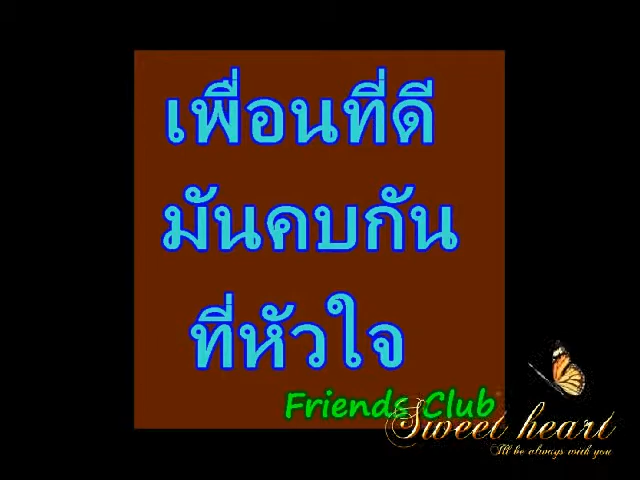 เพื่อนที่ดี
มันคบกัน
ที่หัวใจ
Friends Club
Sweet heart
I'll be always with you